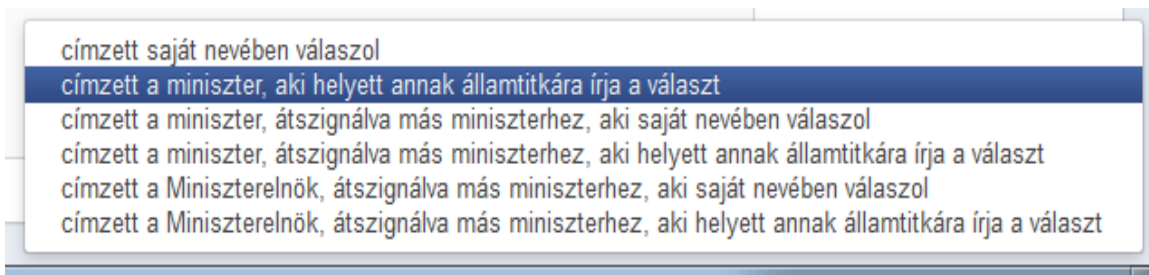 címzett saját nevében válaszol
címzett a miniszter, aki helyett annak államtitkára írja a választ
címzett a miniszter, átszignálva más miniszterhez, aki saját nevében válaszol
címzett a miniszter, átszignálva más miniszterhez, aki helyett annak államtitkára írja a választ
címzett a Miniszterelnök, átszignálva más miniszterhez, aki saját nevében válaszol
címzett a Miniszterelnök, átszignálva más miniszterhez, aki helyett annak államtitkára írja a választ